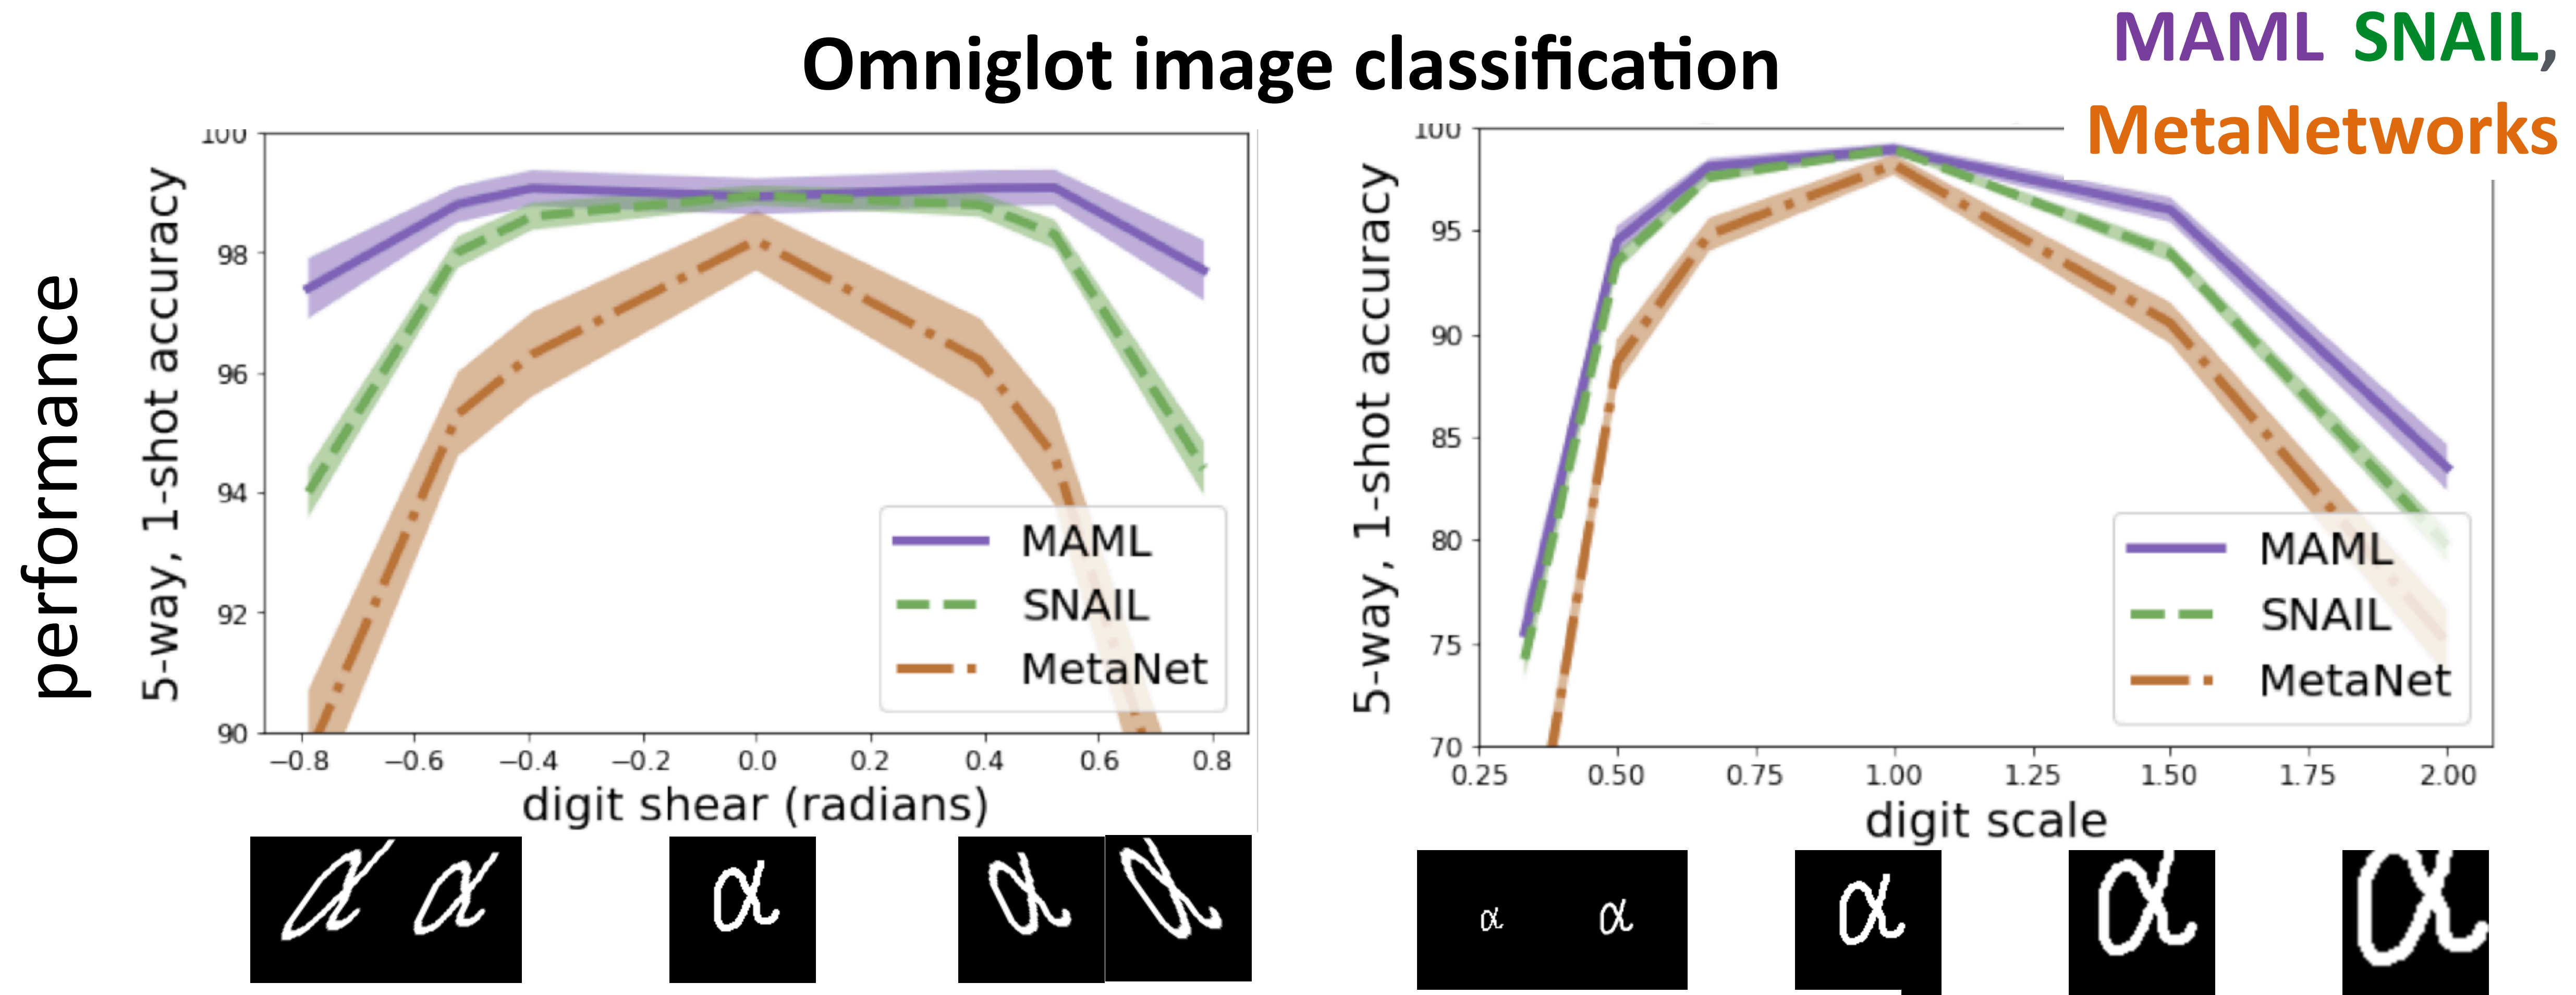 Omniglot image classification
MAML SNAIL,
MetaNetworks
performance
5-way, 1-shot accuracy
100
98
96
94
92
90
−0.8 −0.6 −0.4 −0.2 0.0 0.2 0.4 0.6 0.8
digit shear (radians)
MAML
SNAIL
MetaNet
5-way, 1-shot accuracy
100
95
90
85
80
75
70
0.25 0.50 0.75 1.00 1.25 1.50 1.75 2.00
digit scale
MAML
SNAIL
MetaNet
α α α α α
α α α α α